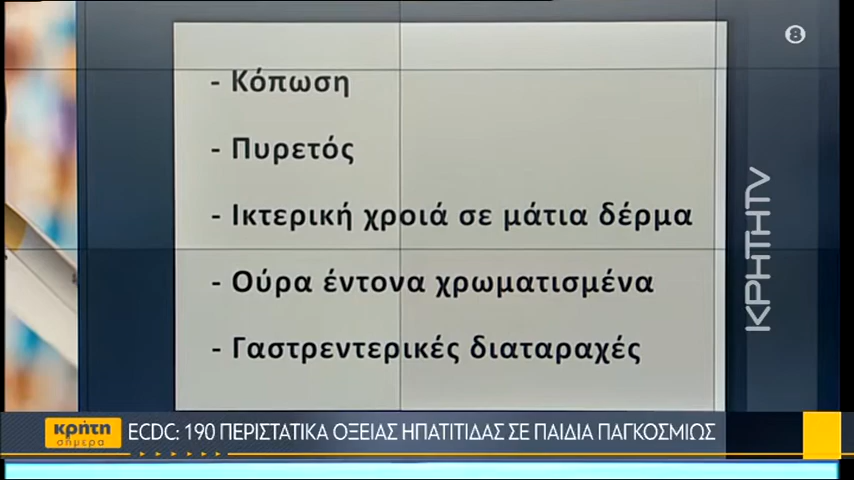 8
- Κόπωση
- Πυρετός
- Ικτερική χροιά σε μάτια δέρμα
- Ούρα έντονα χρωματισμένα
- Γαστρεντερικές διαταραχές
ΚΡΗΤΗTV
κρήτη
σήμερα
ECDC: 190 ΠΕΡΙΣΤΑΤΙΚΑ ΟΞΕΙΑΣ ΗΠΑΤΙΤΙΔΑΣ ΣΕ ΠΑΙΔΙΑ ΠΑΓΚΟΣΜΙΩΣ